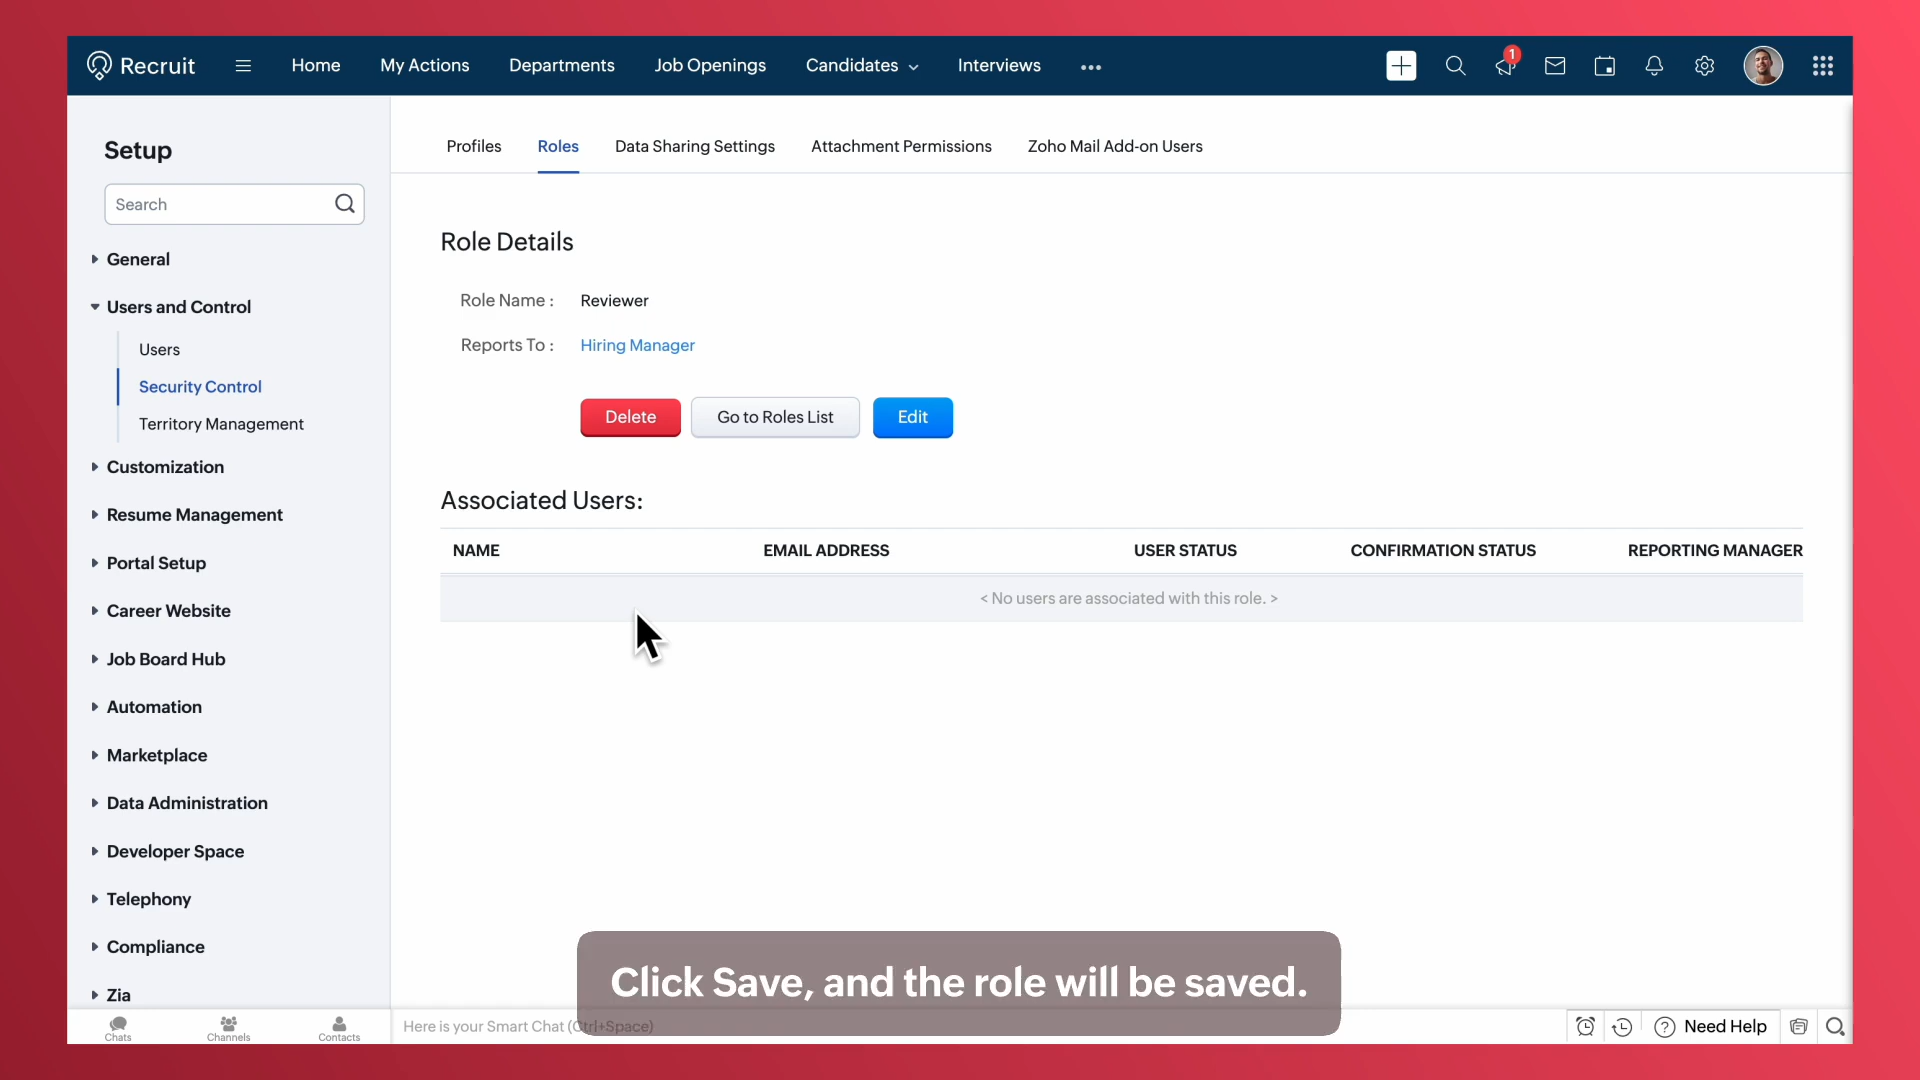 Recruit
Home My Actions Departments Job Openings Candidates Interviews
1
Setup
Search
General
Users and Control
Users
Security Control
Territory Management
Customization
Resume Management
Portal Setup
Career Website
Job Board Hub
Automation
Marketplace
Data Administration
Developer Space
Telephony
Compliance
Zia
Chats Channels Contacts
Profiles Roles Data Sharing Settings Attachment Permissions Zoho Mail Add-on Users
Role Details
Role Name : Reviewer
Reports To : Hiring Manager
Delete Go to Roles List Edit
Associated Users:
NAME EMAIL ADDRESS USER STATUS CONFIRMATION STATUS REPORTING MANAGER
< No users are associated with this role. >
Click Save, and the role will be saved.
Here is your Smart Chat (Ctrl+Space)
Need Help